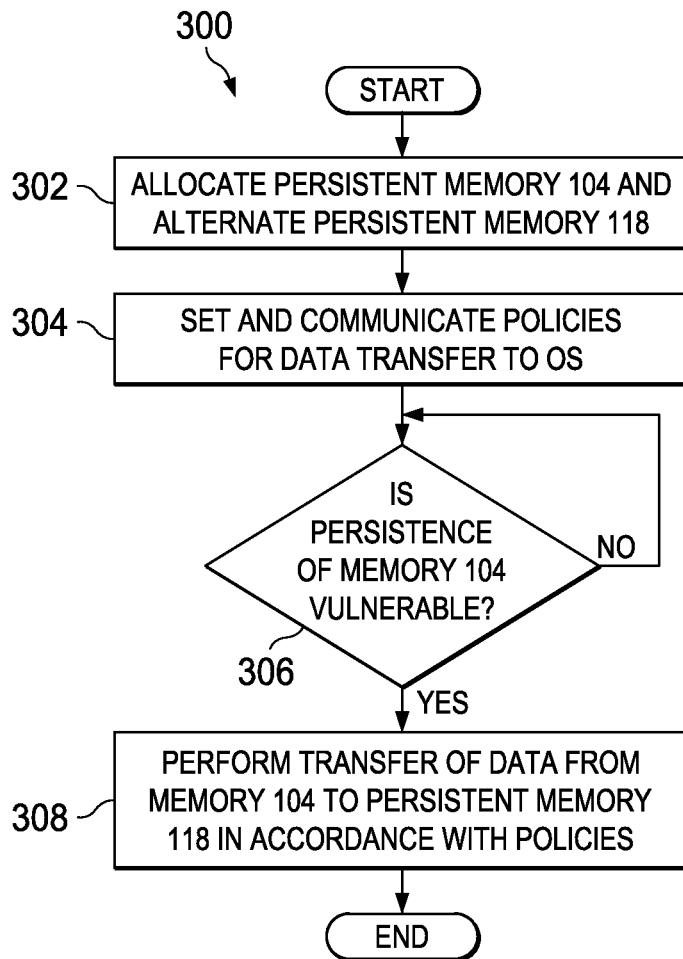 300
START
302
ALLOCATE PERSISTENT MEMORY 104 AND
ALTERNATE PERSISTENT MEMORY 118
304
SET AND COMMUNICATE POLICIES
FOR DATA TRANSFER TO OS
IS
PERSISTENCE
OF MEMORY 104
VULNERABLE?
NO
306
YES
308
PERFORM TRANSFER OF DATA FROM
MEMORY 104 TO PERSISTENT MEMORY
118 IN ACCORDANCE WITH POLICIES
END